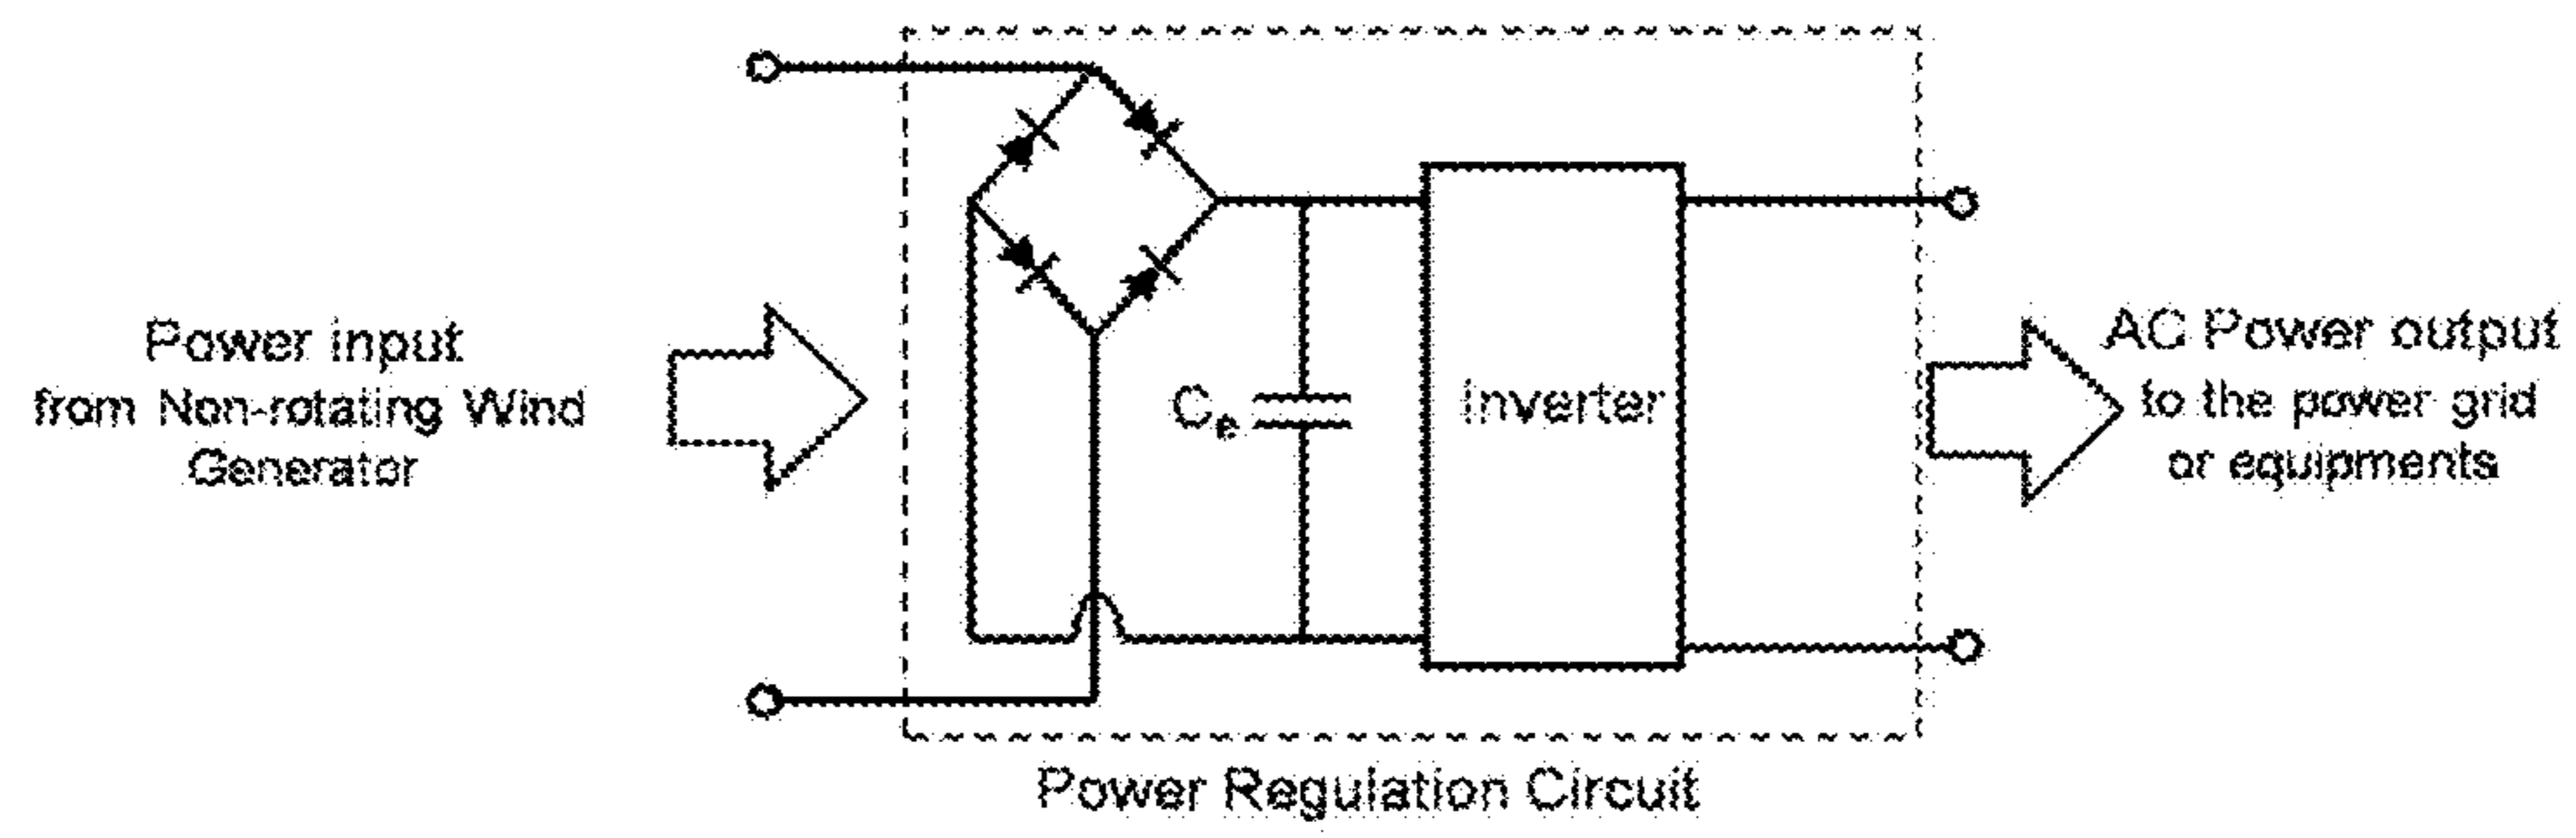 Power input
from Non-rotating Wind
Generator
Ce
Inverter
AC Power output
to the power grid
or equipments
Power Regulation Circuit